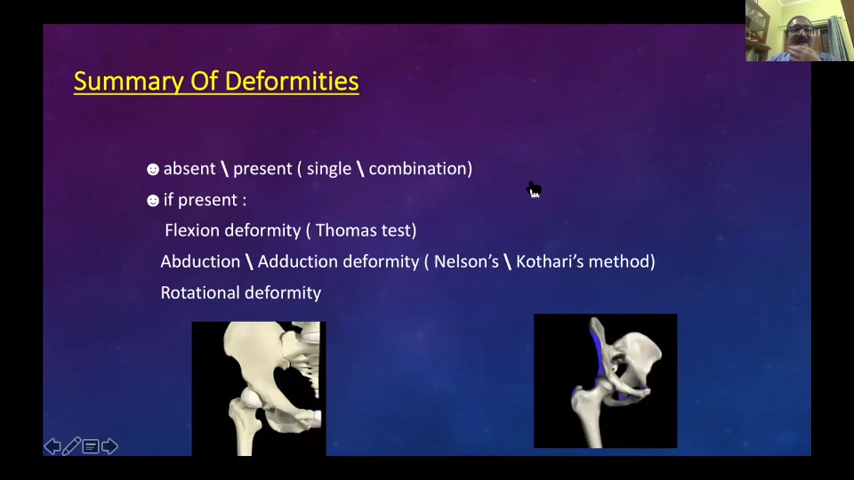 Summary Of Deformities
absent \ present ( single \ combination)
if present :
Flexion deformity ( Thomas test)
Abduction \ Adduction deformity ( Nelson's \ Kothari's method)
Rotational deformity